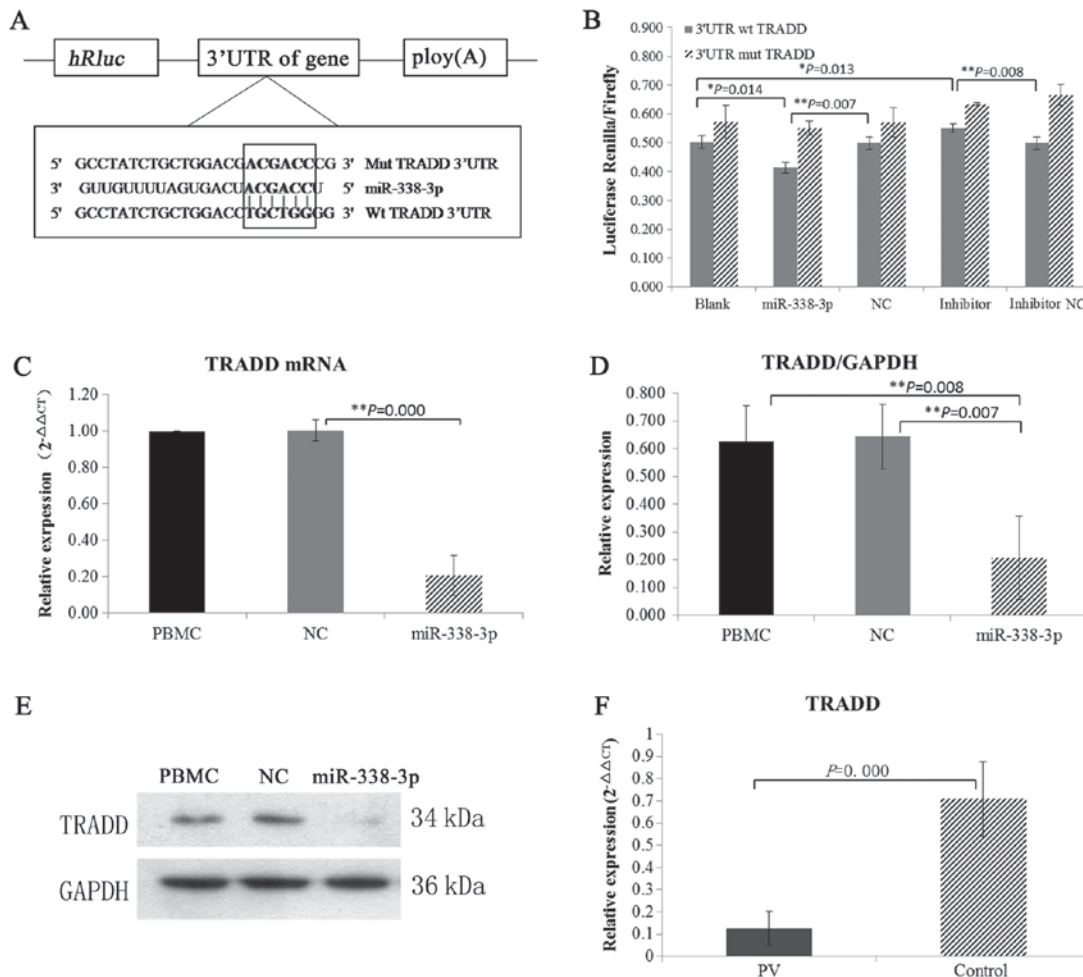 A
hRluc
3'UTR of gene
ploy(A)
5' GCCTATCTGCTGGACGACGACCCG 3' Mut TRADD 3'UTR
3' GUUGUUUUAGUGACUACGACCU 5' miR-338-3p
5' GCCTATCTGCTGGACCTGCTGGGG 3' Wt TRADD 3'UTR
B
3'UTR wt TRADD
3'UTR mut TRADD
Luciferase Renilla/Firefly
0.800
0.700
0.600
0.500
0.400
0.300
0.200
0.100
0.000
*P=0.013
*P=0.014
**P=0.007
**P=0.008
Blank
miR-338-3p
NC
Inhibitor
Inhibitor NC
C
TRADD mRNA
Relative exrpession (2-△△CT)
1.20
1.00
0.80
0.60
0.40
0.20
0.00
**P=0.000
PBMC
NC
miR-338-3p
D
TRADD/GAPDH
Relative expression
0.800
0.700
0.600
0.500
0.400
0.300
0.200
0.100
0.000
**P=0.008
**P=0.007
PBMC
NC
miR-338-3p
E
PBMC NC miR-338-3p
TRADD 34 kDa
GAPDH 36 kDa
F
TRADD
Relative expression(2-△△CT)
1
0.9
0.8
0.7
0.6
0.5
0.4
0.3
0.2
0.1
0
P=0.000
PV
Control